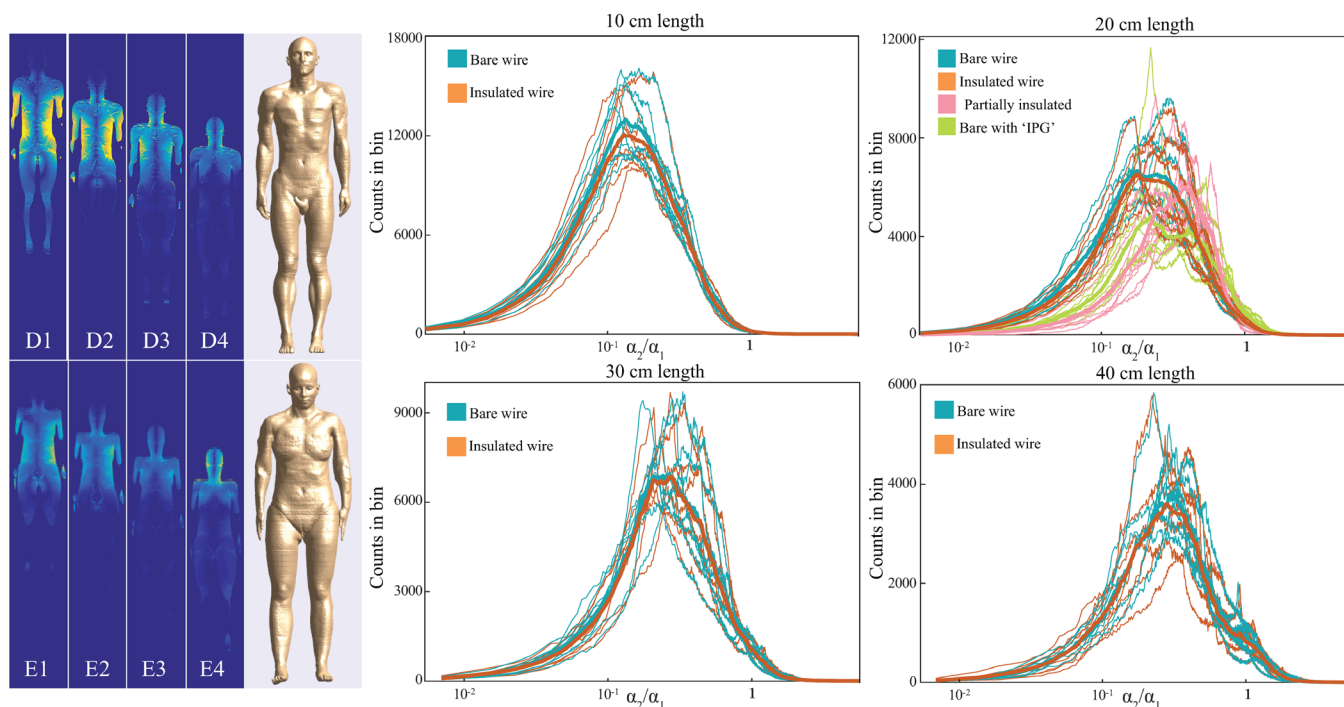 D1 D2 D3 D4
E1 E2 E3 E4
10 cm length
18000
12000
6000
0
Counts in bin
Bare wire
Insulated wire
10⁻² 10⁻¹ 1
α₂/α₁
20 cm length
12000
8000
4000
0
Counts in bin
Bare wire
Insulated wire
Partially insulated
Bare with ‘IPG’
10⁻² 10⁻¹ 1
α₂/α₁
30 cm length
9000
6000
3000
0
Counts in bin
Bare wire
Insulated wire
10⁻² 10⁻¹ 1
α₂/α₁
40 cm length
6000
4000
2000
0
Counts in bin
Bare wire
Insulated wire
10⁻² 10⁻¹ 1
α₂/α₁